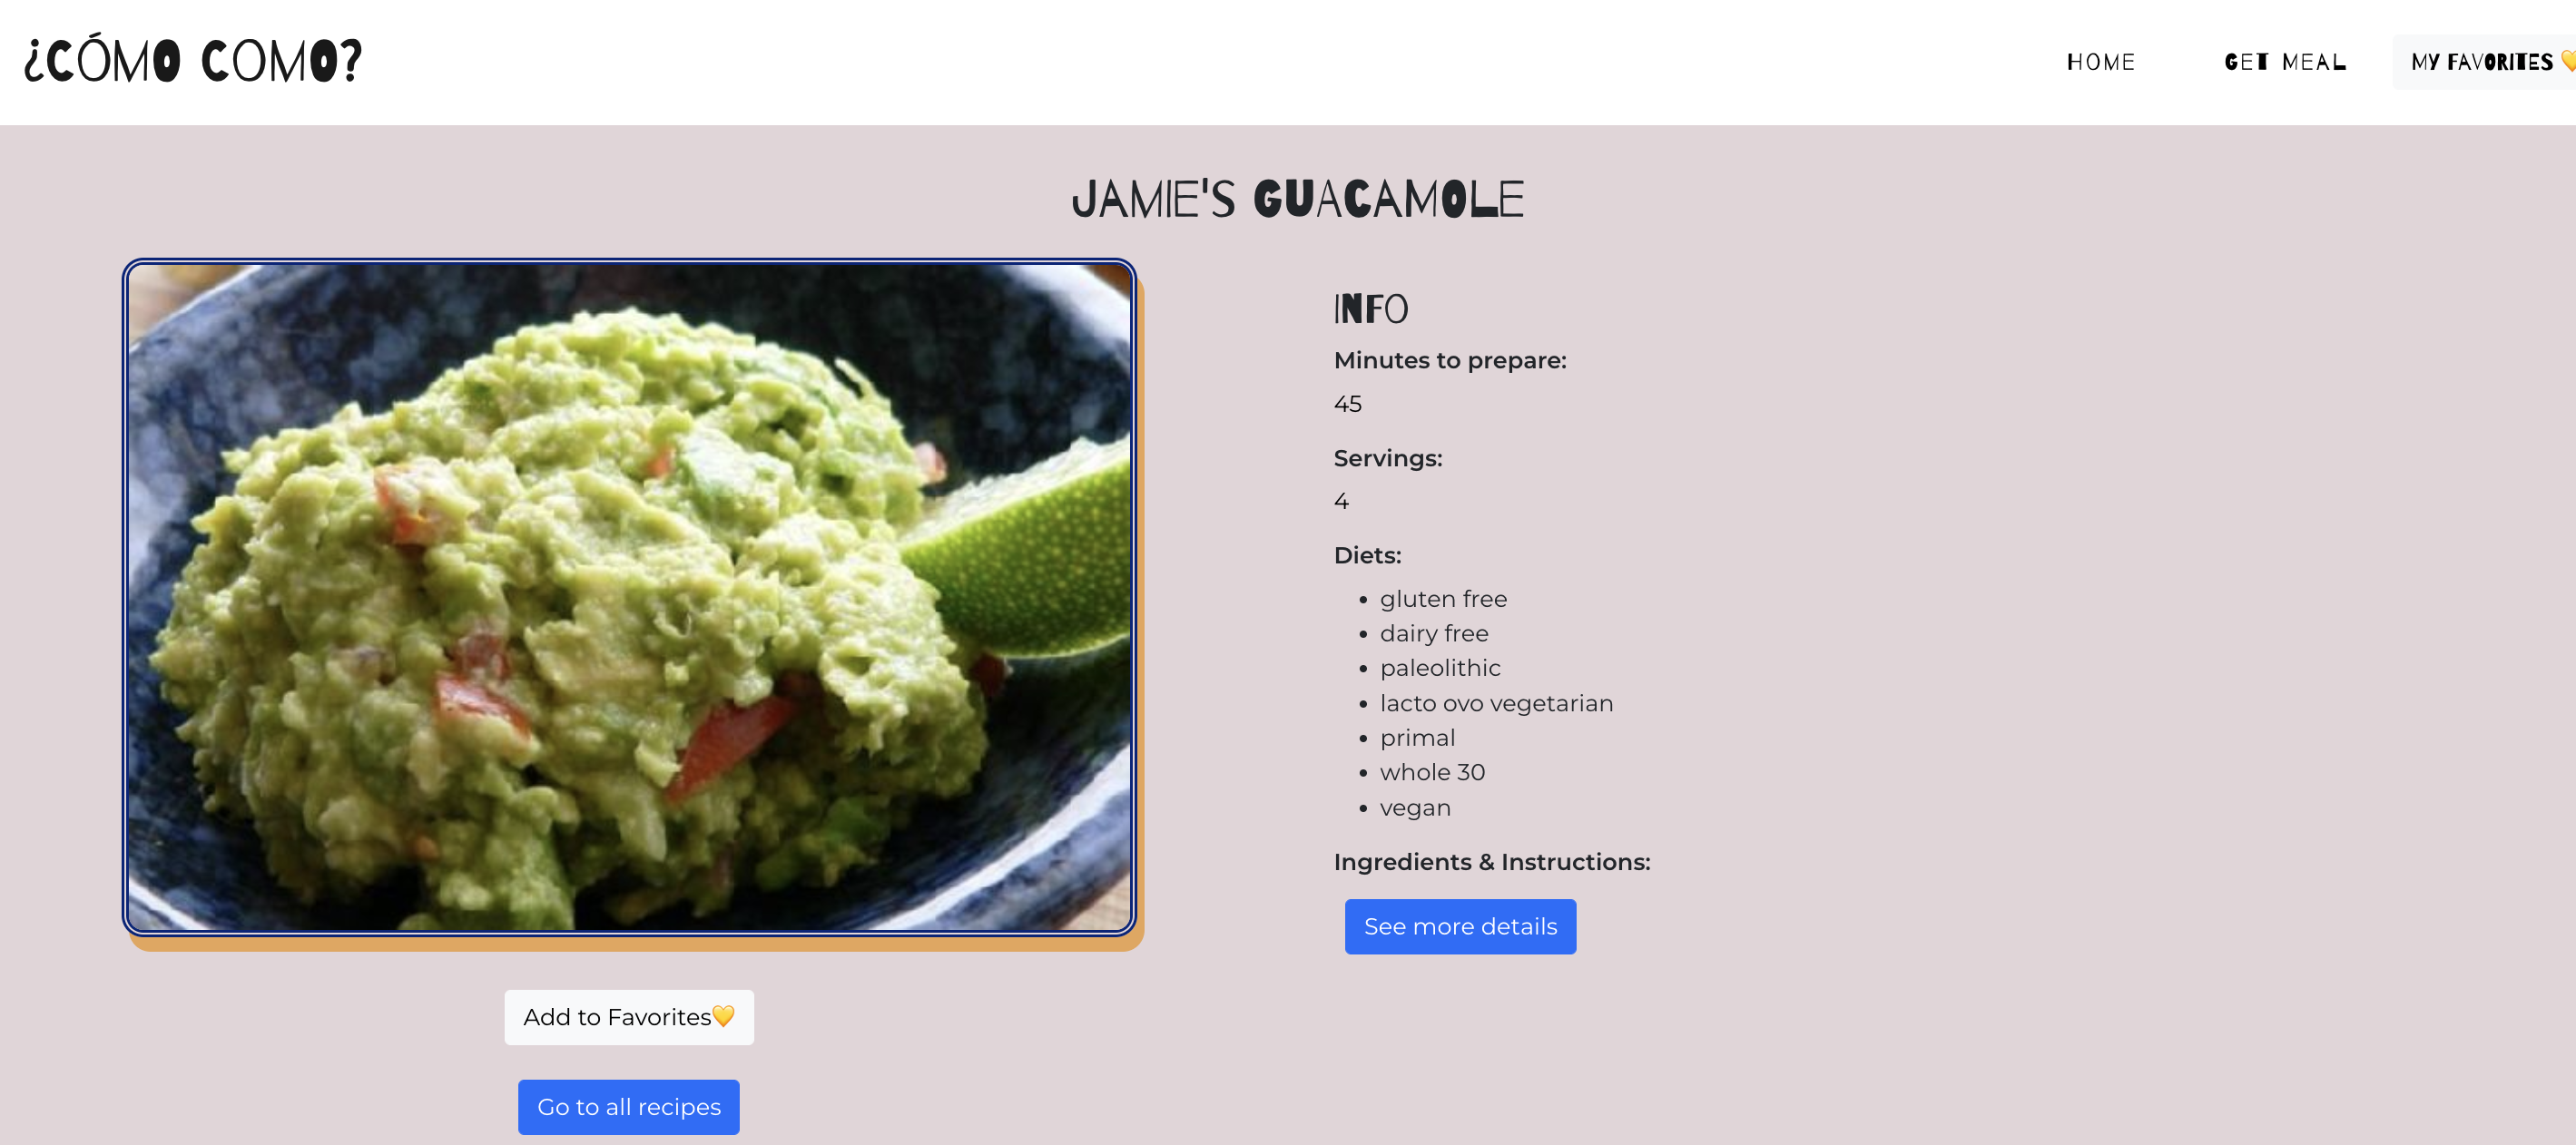 ¿CÓMO COMO?
HOME
GET MEAL
MY FAVORITES 💛
JAMIE'S GUACAMOLE
INFO
Minutes to prepare:
45
Servings:
4
Diets:
• gluten free
• dairy free
• paleolithic
• lacto ovo vegetarian
• primal
• whole 30
• vegan
Ingredients & Instructions:
See more details
Add to Favorites💛
Go to all recipes